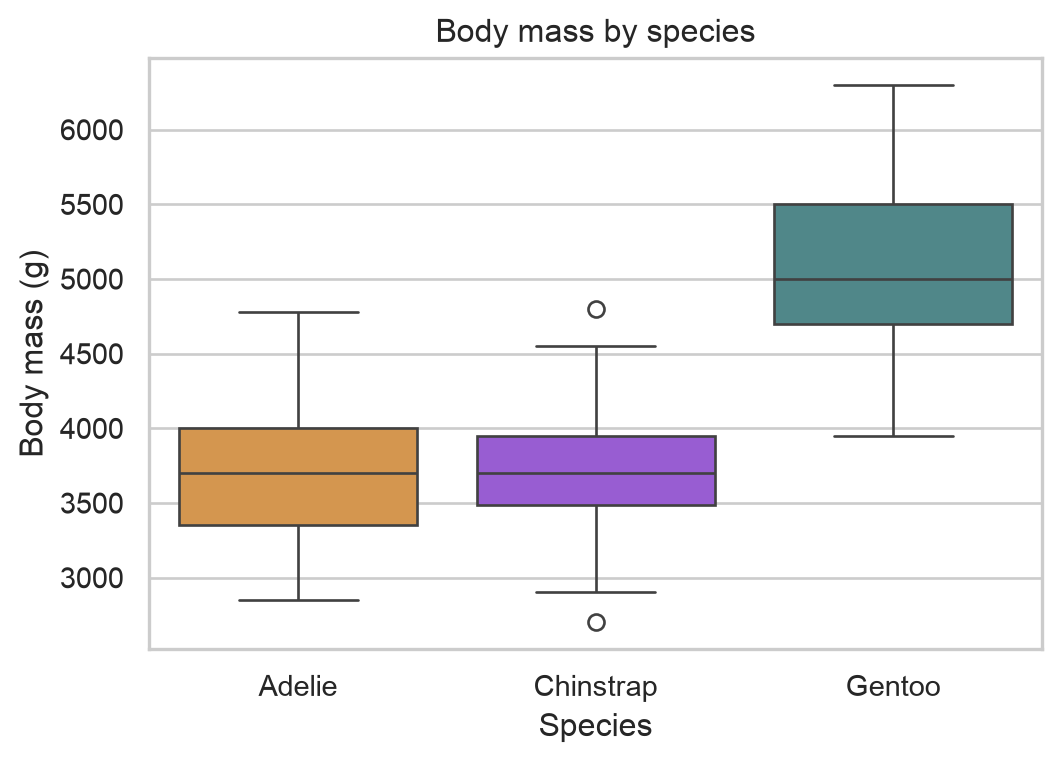 Body mass by species
Body mass (g)
6000
5500
5000
4500
4000
3500
3000
Adelie
Chinstrap
Gentoo
Species